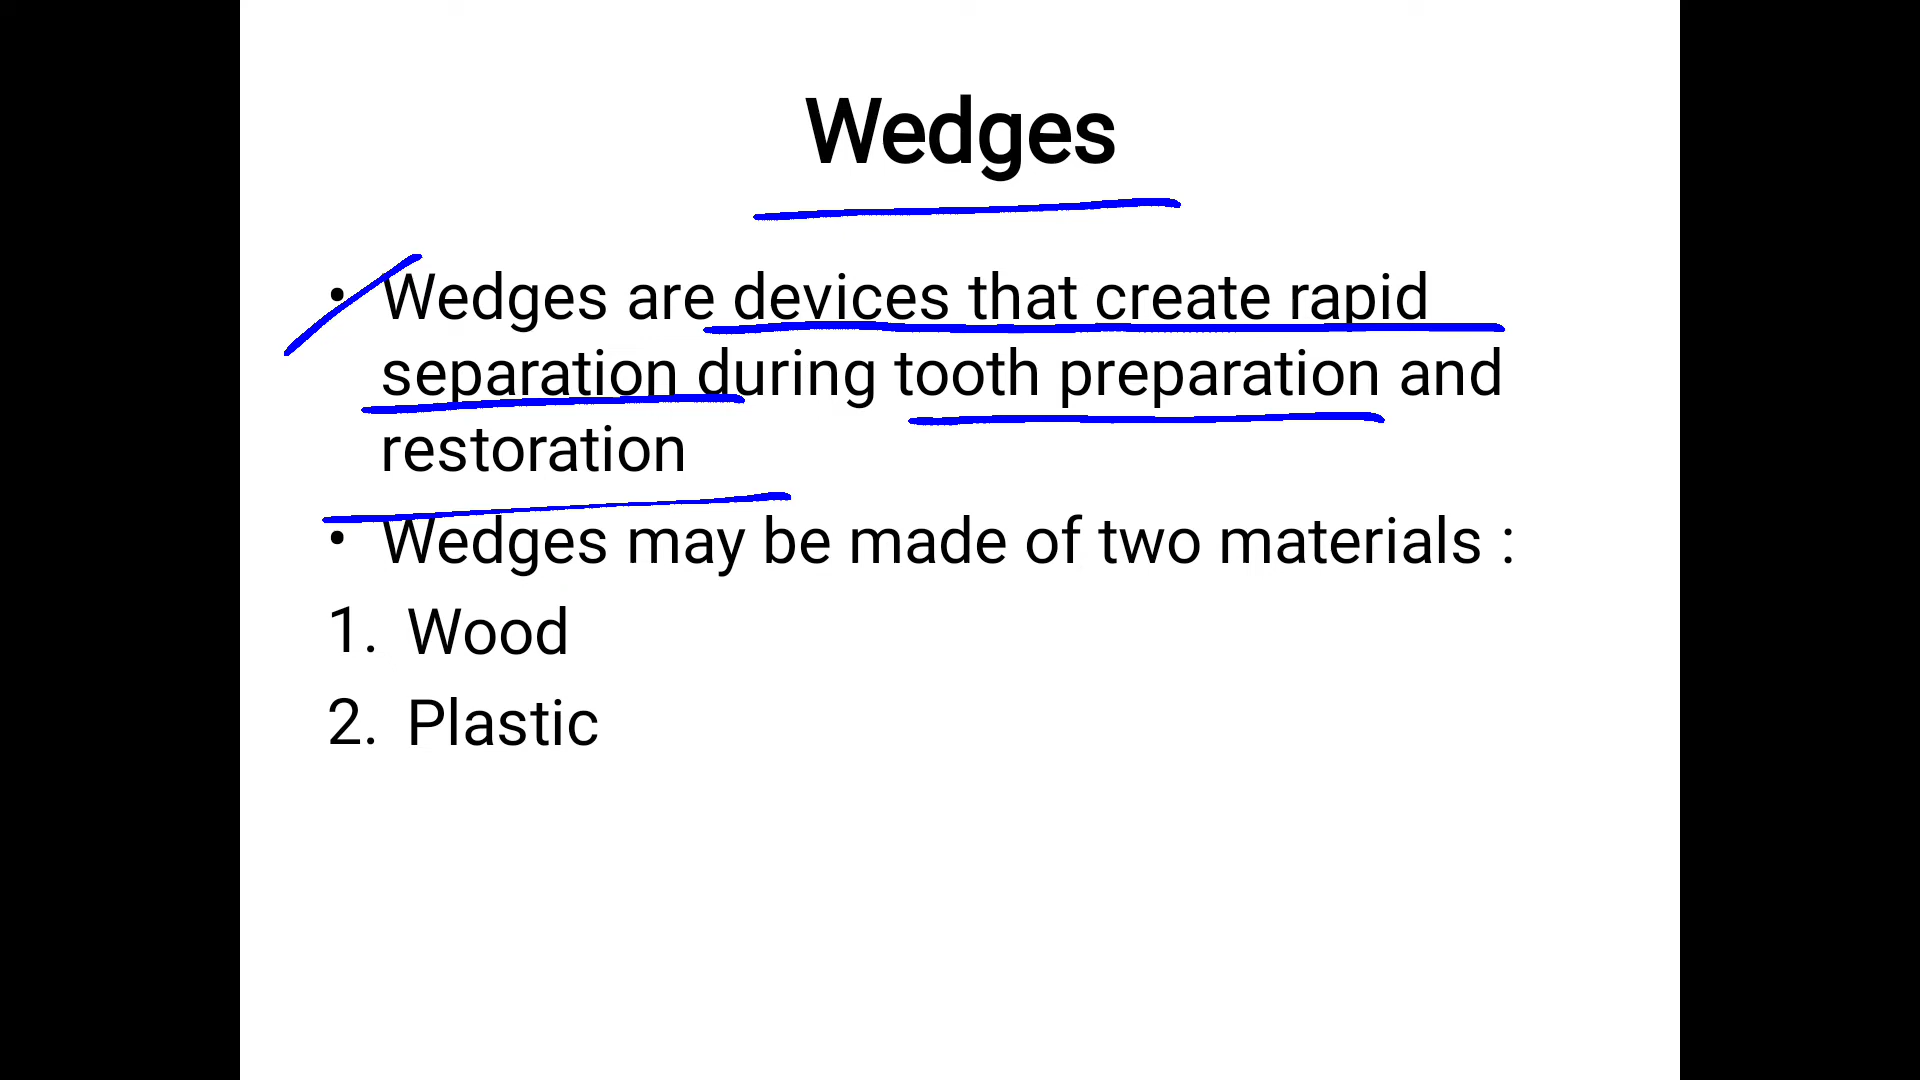 Wedges
• Wedges are devices that create rapid
separation during tooth preparation and
restoration
• Wedges may be made of two materials :
1. Wood
2. Plastic